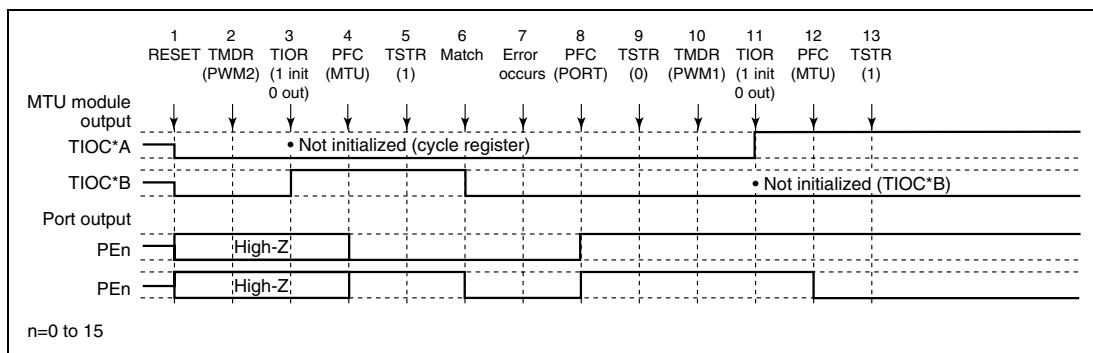 1 2 3 4 5 6 7 8 9 10 11 12 13
RESET TMDR TIOR PFC TSTR Match Error PFC TSTR TMDR TIOR PFC TSTR
(PWM2) (1 init (MTU) (1) occurs (PORT) (0) (PWM1) (1 init (MTU) (1)
0 out) 0 out)
MTU module
output
TIOC*A • Not initialized (cycle register)
TIOC*B • Not initialized (TIOC*B)
Port output
PEn High-Z
PEn High-Z
n=0 to 15